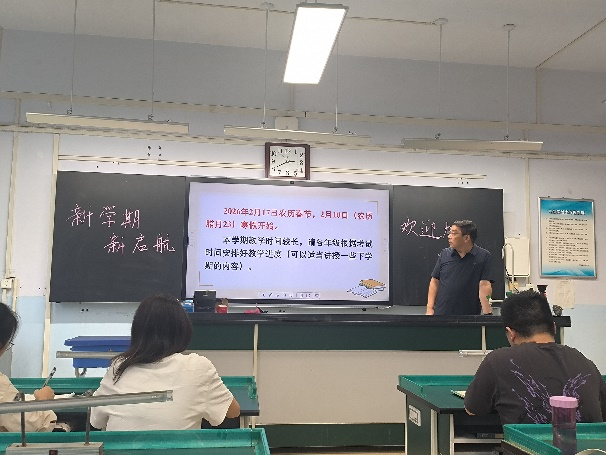 新学期
新启航
2026年2月17日农历春节，2月10日（农历
腊月23）寒假开始。
本学期教学时间较长，请各年级根据考试
时间安排好教学进度（可以适当讲授一些下学
期的内容）。
欢迎